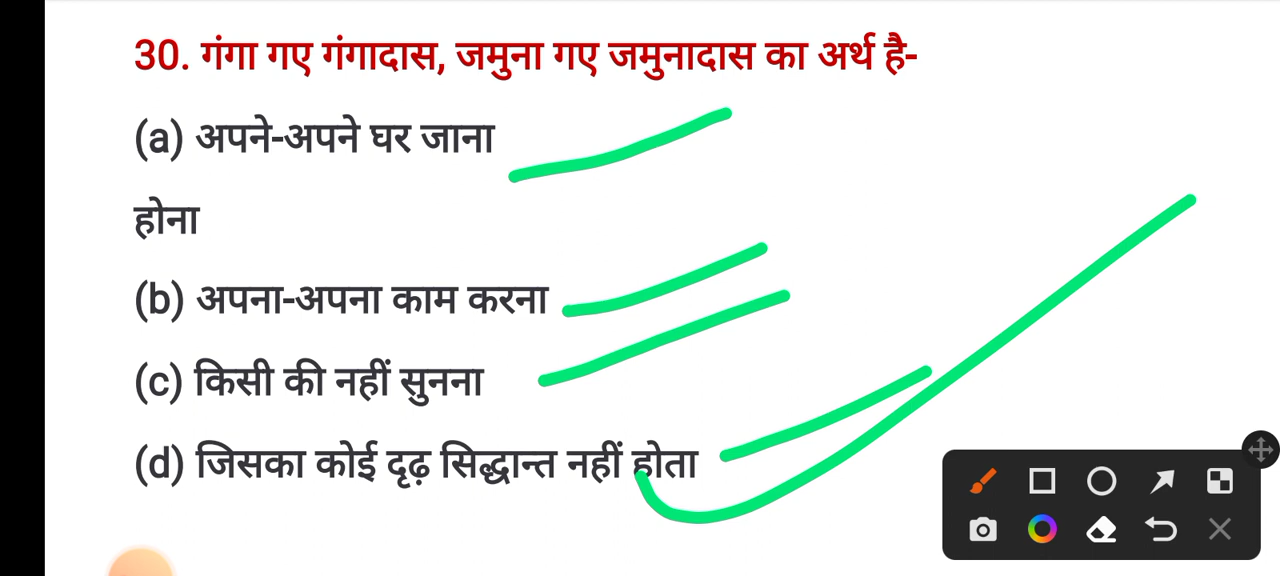 30. गंगा गए गंगादास, जमुना गए जमुनादास का अर्थ है-
(a) अपने-अपने घर जाना
होना
(b) अपना-अपना काम करना
(c) किसी की नहीं सुनना
(d) जिसका कोई दृढ़ सिद्धान्त नहीं होता